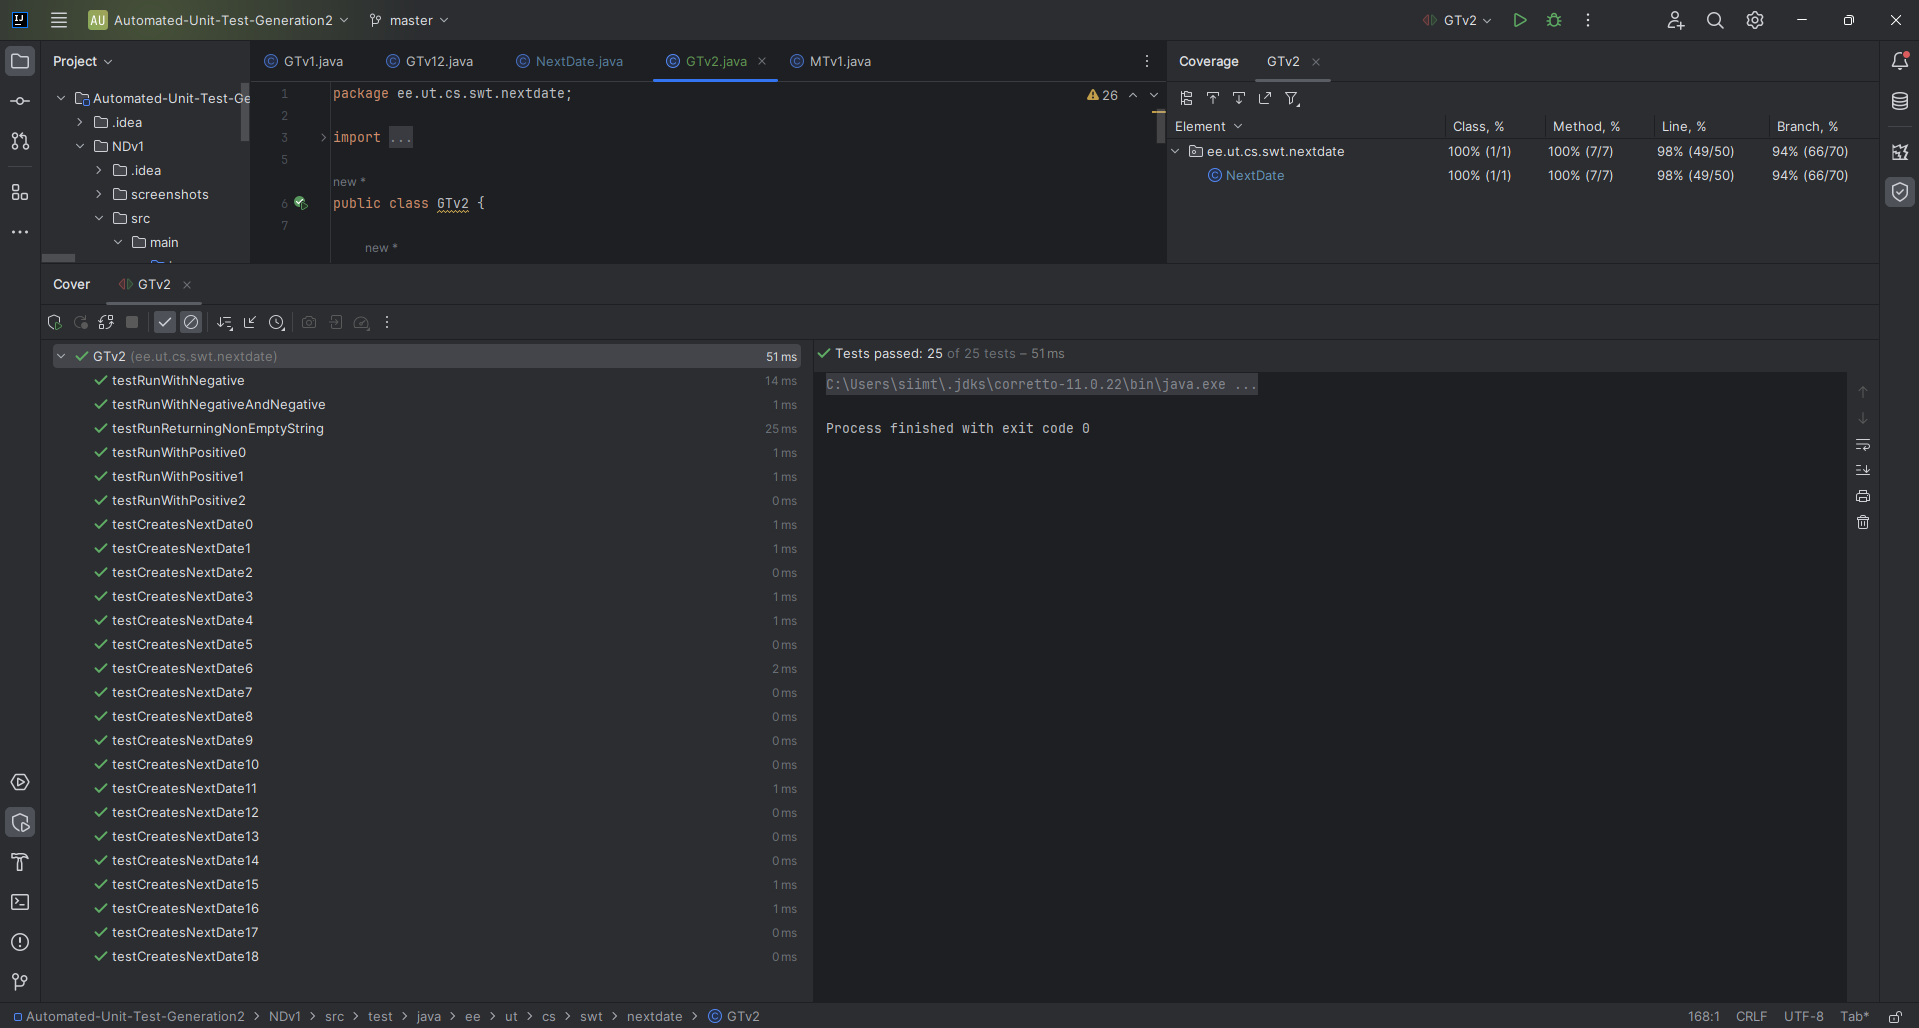 AU Automated-Unit-Test-Generation2 master GTv2
Project
Automated-Unit-Test-Ge
.idea
NDv1
.idea
screenshots
src
main
GTv1.java GTv12.java NextDate.java GTv2.java MTv1.java
1 package ee.ut.cs.swt.nextdate; 26
2
3 import ...
5
new *
6 public class GTv2 {
7
new *
Coverage GTv2
Element Class, % Method, % Line, % Branch, %
ee.ut.cs.swt.nextdate 100% (1/1) 100% (7/7) 98% (49/50) 94% (66/70)
NextDate 100% (1/1) 100% (7/7) 98% (49/50) 94% (66/70)
Cover GTv2
GTv2 (ee.ut.cs.swt.nextdate) 51 ms
testRunWithNegative 14 ms
testRunWithNegativeAndNegative 1 ms
testRunReturningNonEmptyString 25 ms
testRunWithPositive0 1 ms
testRunWithPositive1 1 ms
testRunWithPositive2 0 ms
testCreatesNextDate0 1 ms
testCreatesNextDate1 1 ms
testCreatesNextDate2 0 ms
testCreatesNextDate3 1 ms
testCreatesNextDate4 1 ms
testCreatesNextDate5 0 ms
testCreatesNextDate6 2 ms
testCreatesNextDate7 0 ms
testCreatesNextDate8 0 ms
testCreatesNextDate9 0 ms
testCreatesNextDate10 0 ms
testCreatesNextDate11 1 ms
testCreatesNextDate12 0 ms
testCreatesNextDate13 0 ms
testCreatesNextDate14 0 ms
testCreatesNextDate15 1 ms
testCreatesNextDate16 1 ms
testCreatesNextDate17 0 ms
testCreatesNextDate18 0 ms
Tests passed: 25 of 25 tests – 51 ms
C:\Users\siimt\.jdks\corretto-11.0.22\bin\java.exe ...
Process finished with exit code 0
Automated-Unit-Test-Generation2 > NDv1 > src > test > java > ee > ut > cs > swt > nextdate > GTv2 168:1 CRLF UTF-8 Tab*